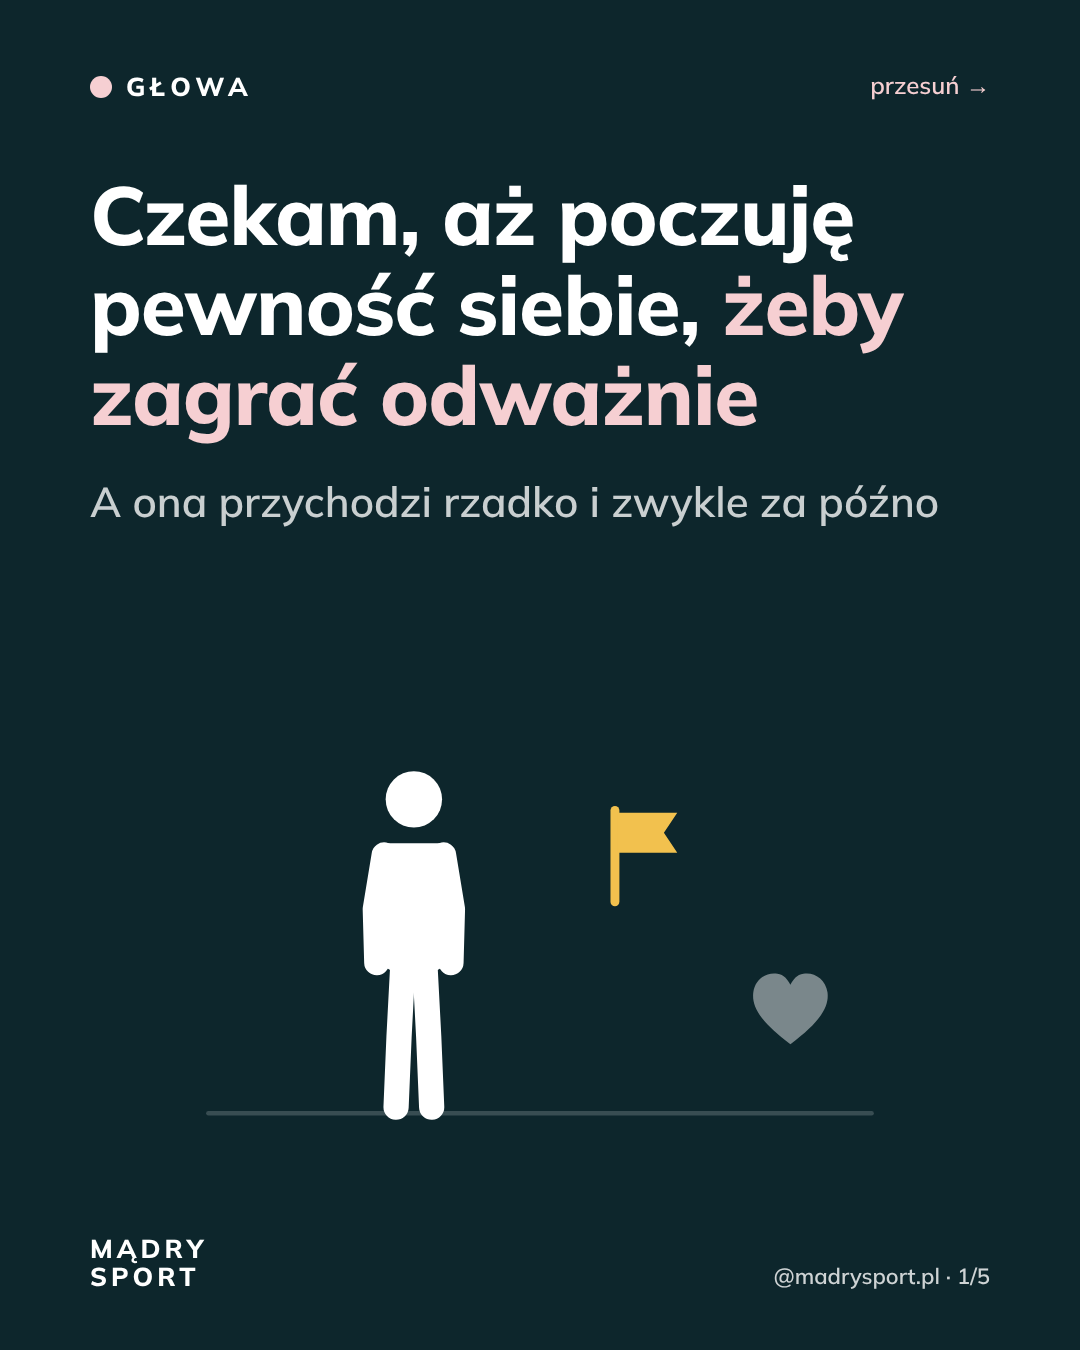 GŁOWA
przesuń →
Czekam, aż poczuję
pewność siebie, żeby
zagrać odważnie
A ona przychodzi rzadko i zwykle za późno
MĄDRY
SPORT
@madrysport.pl · 1/5